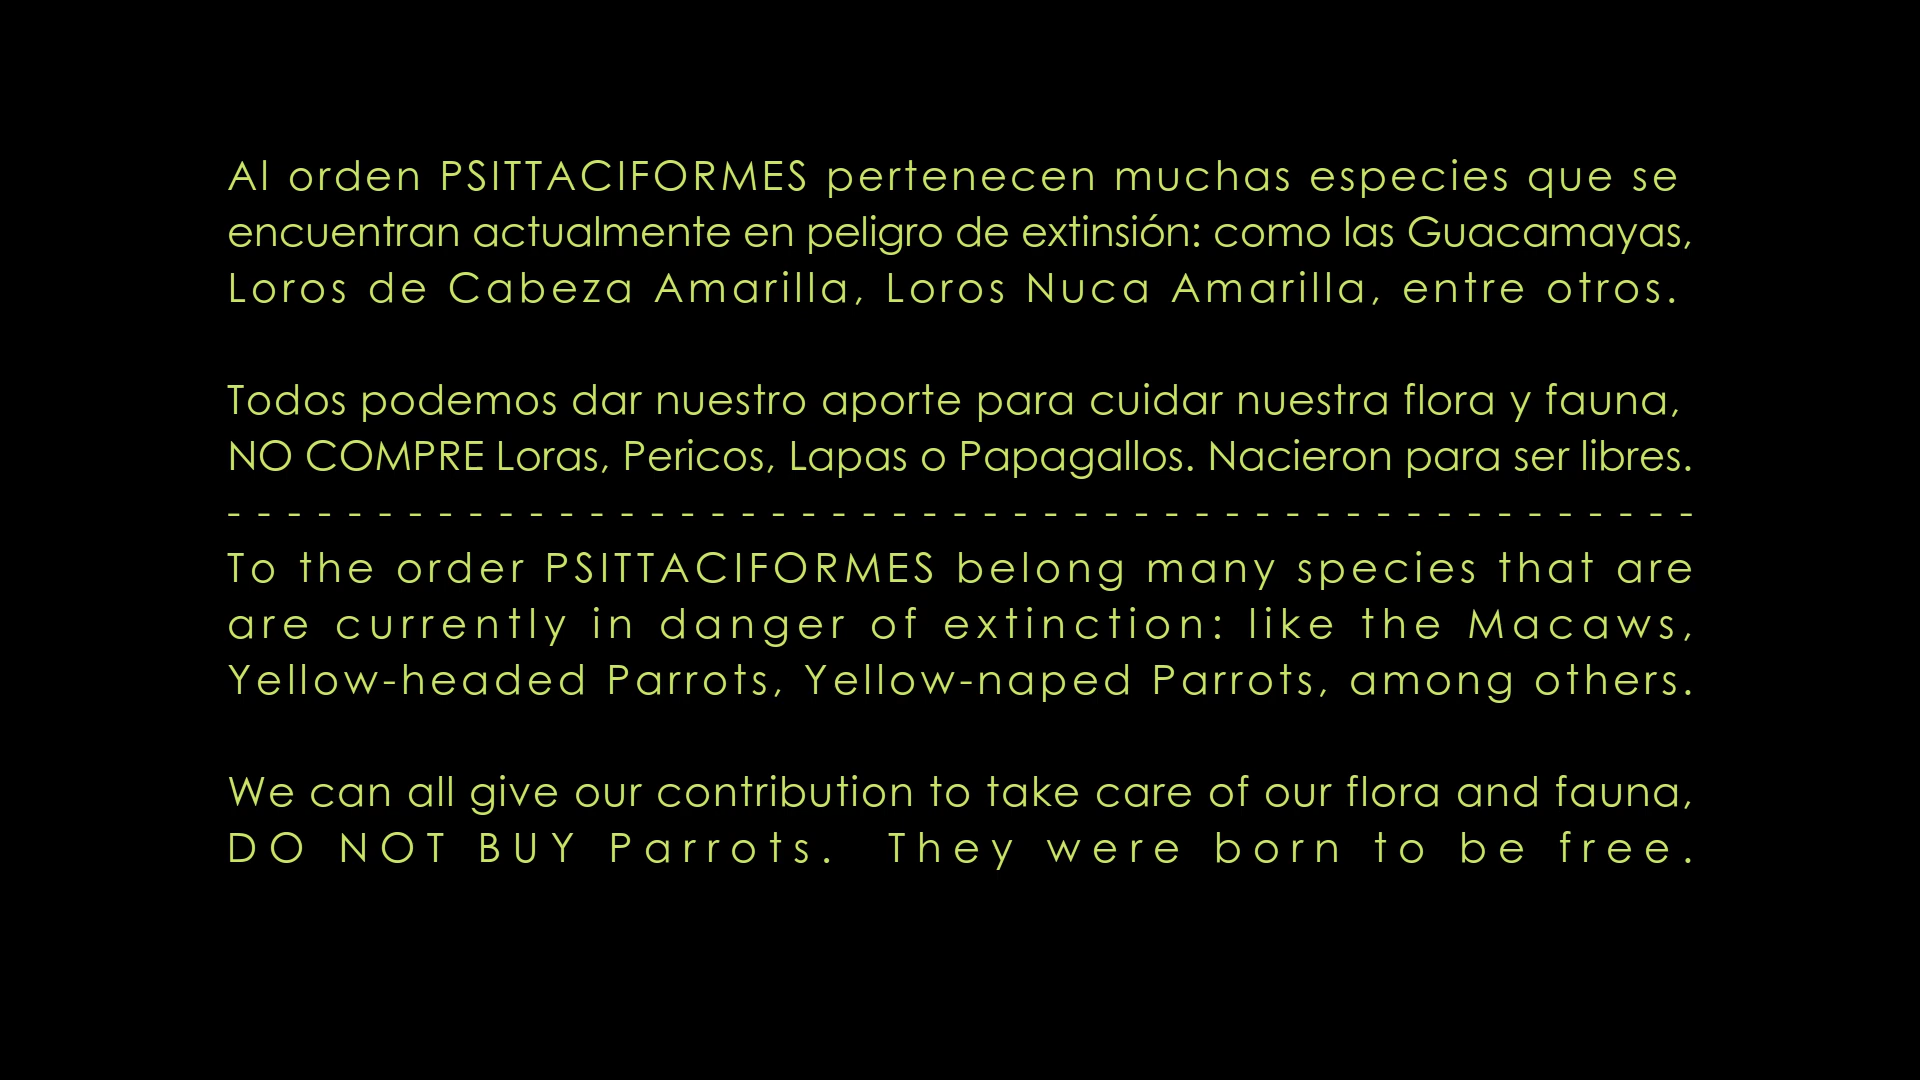 Al orden PSITTACIFORMES pertenecen muchas especies que se
encuentran actualmente en peligro de extinsión: como las Guacamayas,
Loros de Cabeza Amarilla, Loros Nuca Amarilla, entre otros.
Todos podemos dar nuestro aporte para cuidar nuestra flora y fauna,
NO COMPRE Loras, Pericos, Lapas o Papagallos. Nacieron para ser libres.
- - - - - - - - - - - - - - - - - - - - - - - - - - - - - - - - - - - - - - - - - - - - - - - - -
To the order PSITTACIFORMES belong many species that are
are currently in danger of extinction: like the Macaws,
Yellow-headed Parrots, Yellow-naped Parrots, among others.
We can all give our contribution to take care of our flora and fauna,
DO NOT BUY Parrots. They were born to be free.